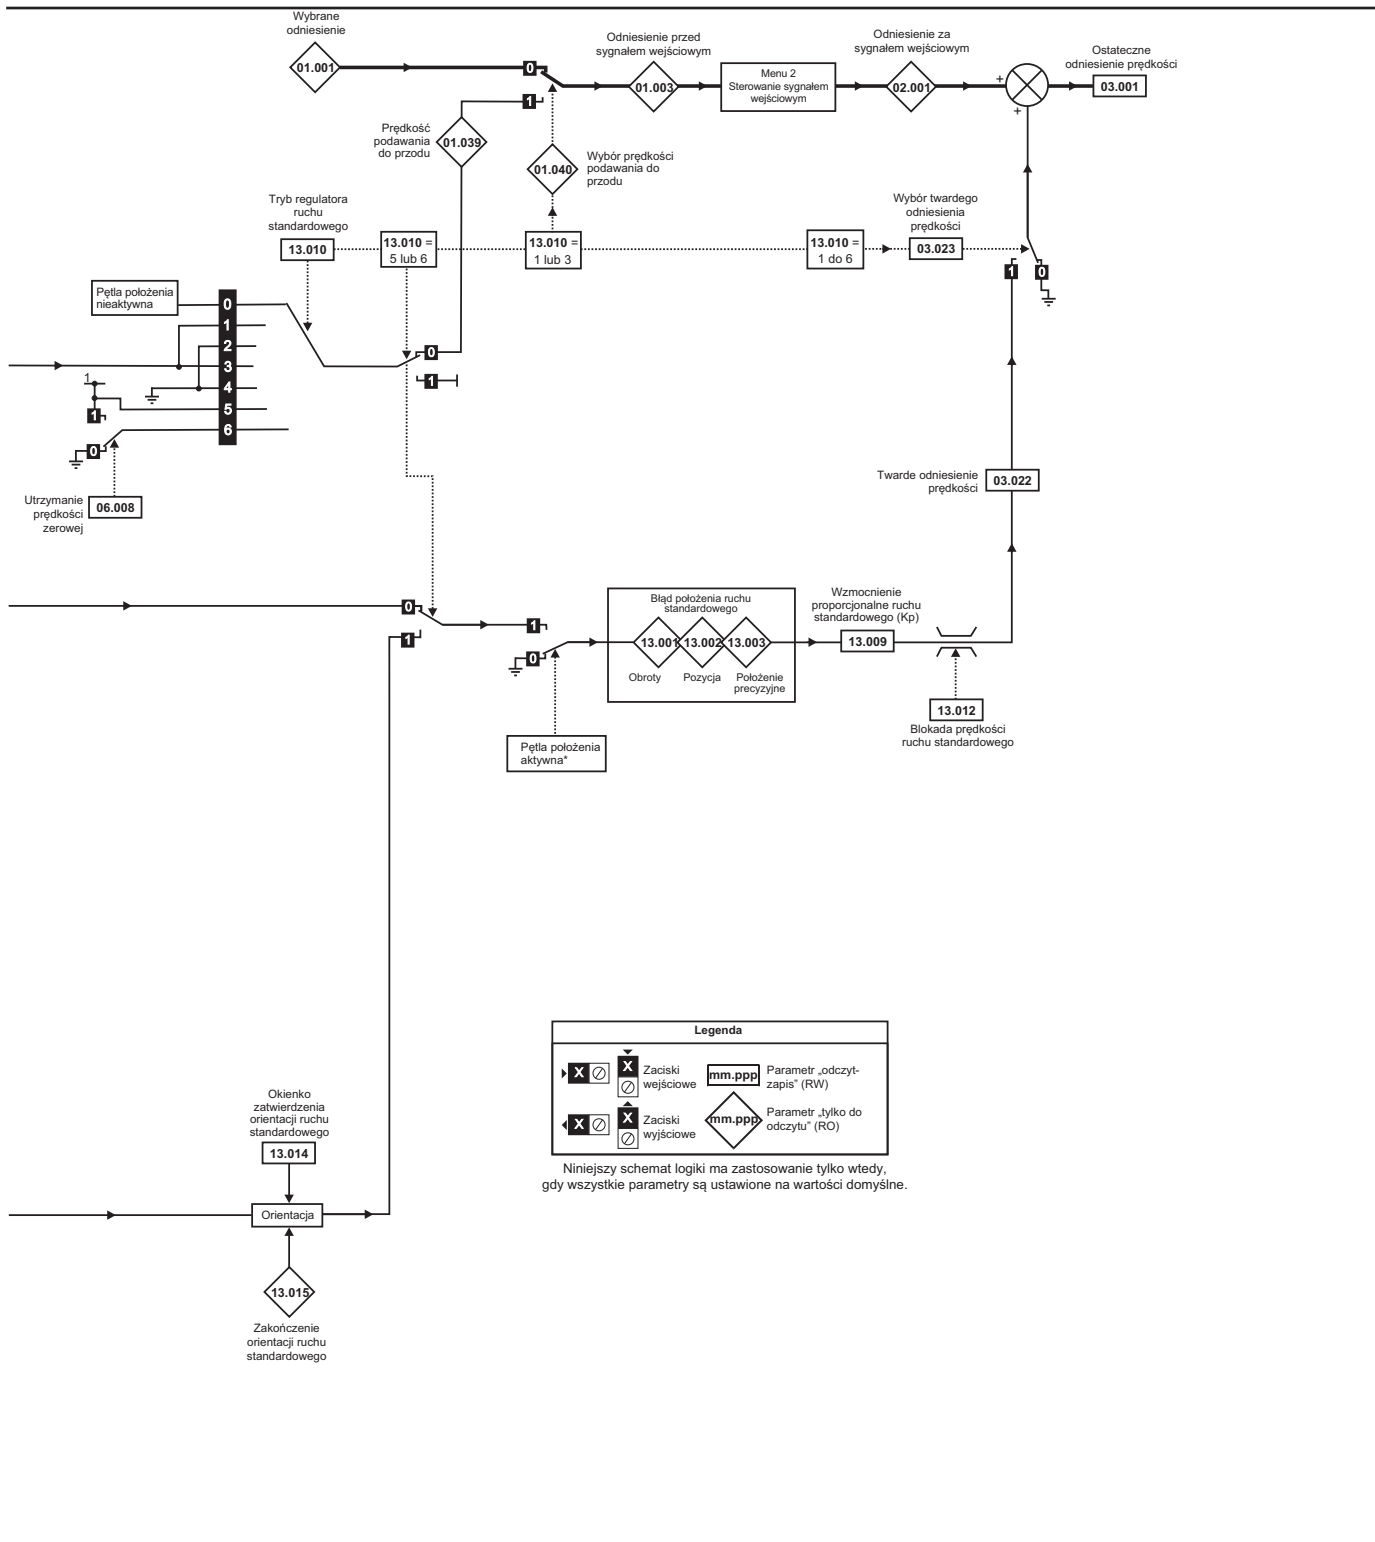 Wybrane
odniesienie
01.001
0
1
Odniesienie przed
sygnałem wejściowym
01.003
Menu 2
Sterowanie sygnałem
wejściowym
Odniesienie za
sygnałem wejściowym
02.001
+
+
Ostateczne
odniesienie prędkości
03.001
Prędkość
podawania
do przodu
01.039
01.040
Wybór prędkości
podawania do
przodu
Tryb regulatora
ruchu
standardowego
13.010
13.010 =
5 lub 6
13.010 =
1 lub 3
13.010 =
1 do 6
Wybór twardego
odniesienia
prędkości
03.023
1
0
Pętla położenia
nieaktywna
0
1
2
3
4
5
6
0
1
1
1
0
Utrzymanie
prędkości
zerowej
06.008
Twarde odniesienie
prędkości
03.022
0
1
1
0
Pętla położenia
aktywna*
Błąd położenia ruchu
standardowego
13.001
13.002
13.003
Obroty
Pozycja
Położenie
precyzyjne
Wzmocnienie
proporcjonalne ruchu
standardowego (Kp)
13.009
13.012
Blokada prędkości
ruchu standardowego
Legenda
X
X
Zaciski
wejściowe
mm.ppp
Parametr „odczyt-
zapis” (RW)
X
X
Zaciski
wyjściowe
mm.ppp
Parametr „tylko do
odczytu” (RO)
Niniejszy schemat logiki ma zastosowanie tylko wtedy,
gdy wszystkie parametry są ustawione na wartości domyślne.
Okienko
zatwierdzenia
orientacji ruchu
standardowego
13.014
Orientacja
13.015
Zakończenie
orientacji ruchu
standardowego